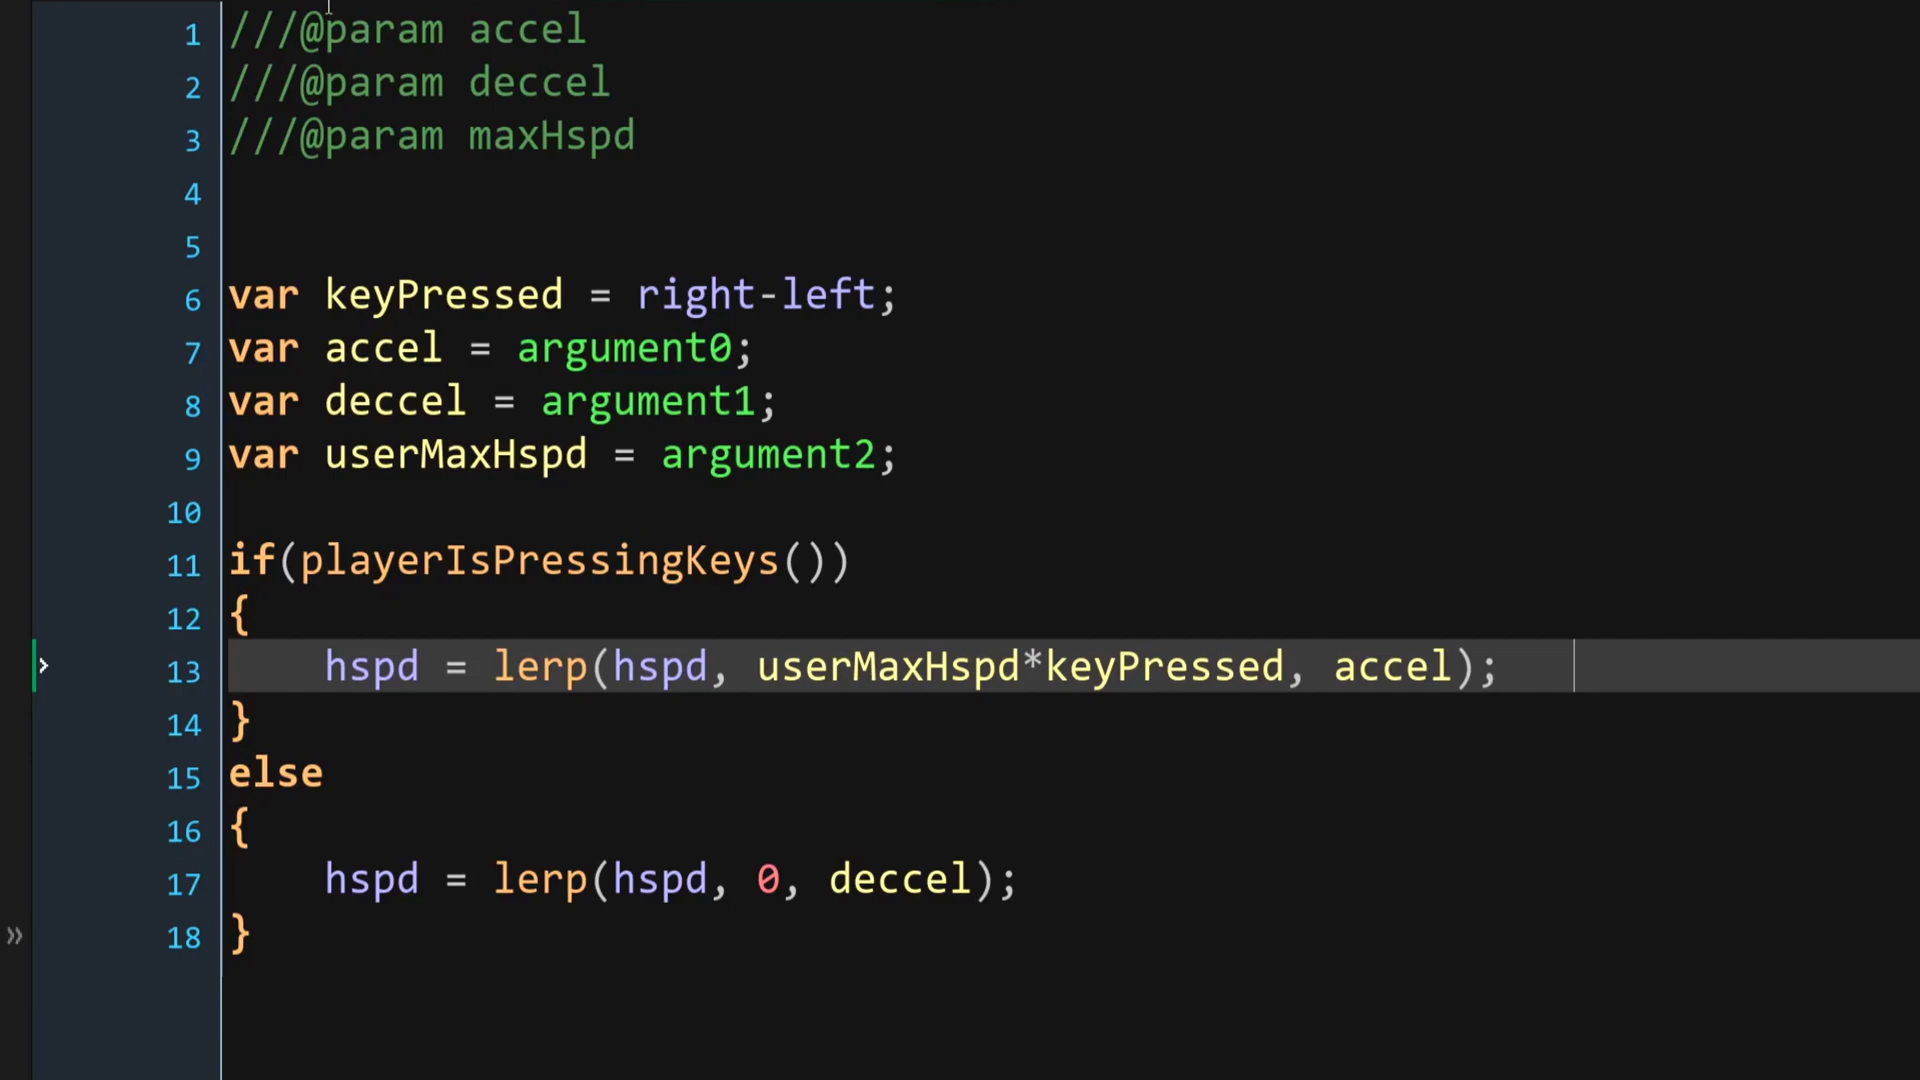 1 ///@param accel
2 ///@param deccel
3 ///@param maxHspd
4
5
6 var keyPressed = right-left;
7 var accel = argument0;
8 var deccel = argument1;
9 var userMaxHspd = argument2;
10
11 if(playerIsPressingKeys())
12 {
13     hspd = lerp(hspd, userMaxHspd*keyPressed, accel);
14 }
15 else
16 {
17     hspd = lerp(hspd, 0, deccel);
18 }